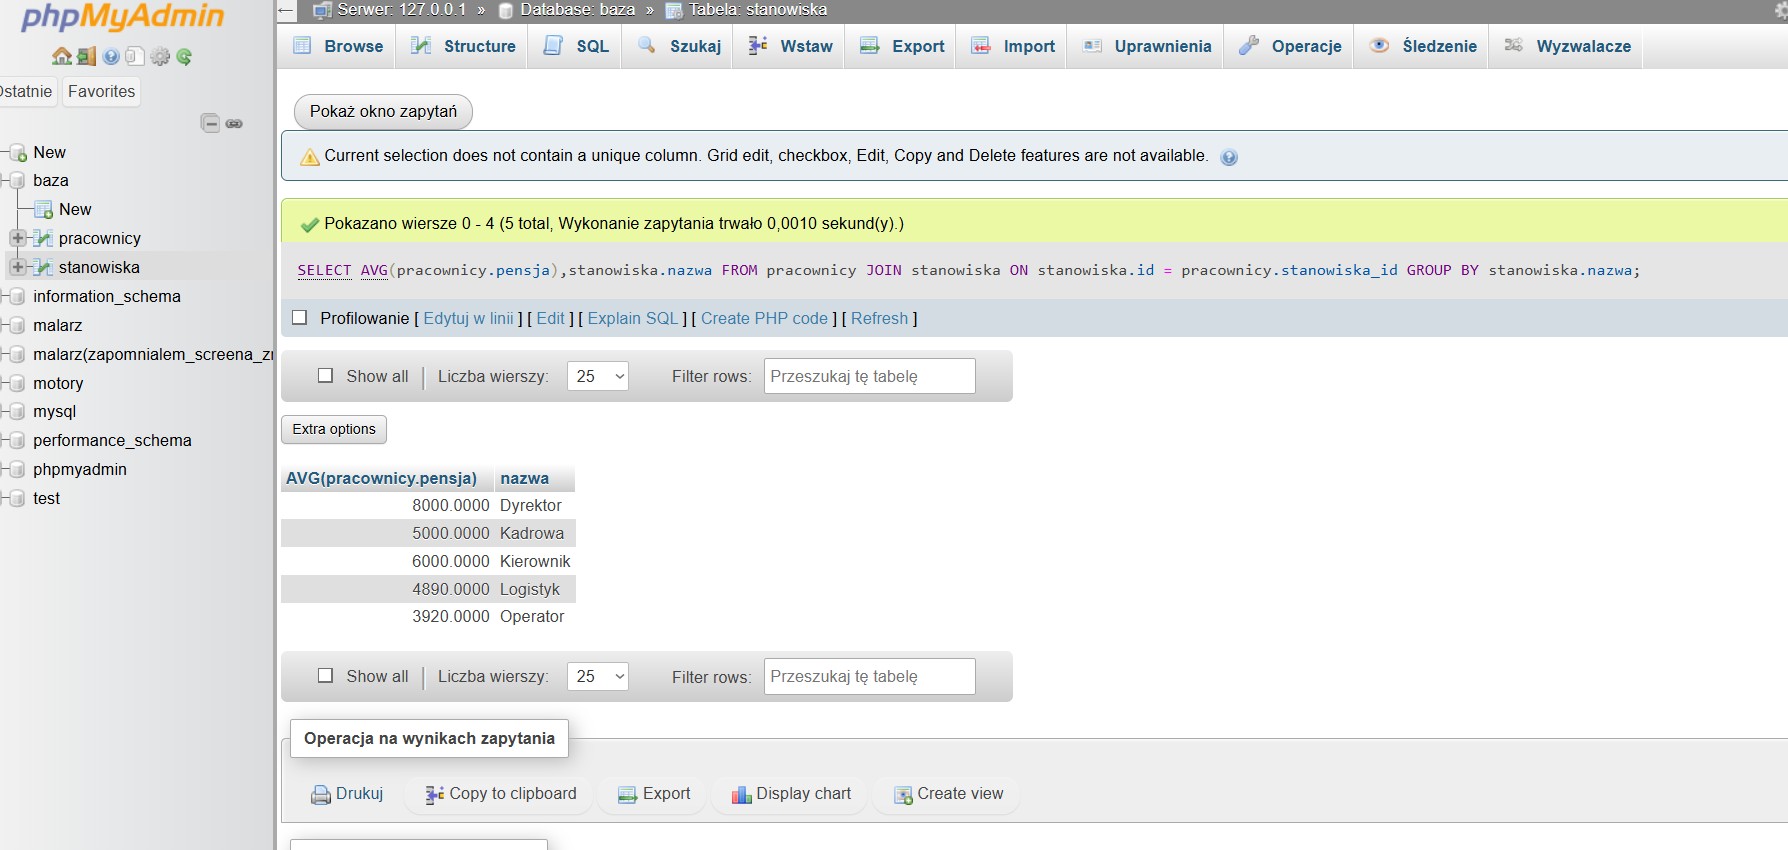 phpMyAdmin
Ostatnie Favorites
New
baza
New
pracownicy
stanowiska
information_schema
malarz
malarz(zapomnialem_screena_zr
motory
mysql
performance_schema
phpmyadmin
test
Serwer: 127.0.0.1 » Database: baza » Tabela: stanowiska
Browse Structure SQL Szukaj Wstaw Export Import Uprawnienia Operacje Śledzenie Wyzwalacze
Pokaż okno zapytań
Current selection does not contain a unique column. Grid edit, checkbox, Edit, Copy and Delete features are not available.
Pokazano wiersze 0 - 4 (5 total, Wykonanie zapytania trwało 0,0010 sekund(y).)
SELECT AVG(pracownicy.pensja),stanowiska.nazwa FROM pracownicy JOIN stanowiska ON stanowiska.id = pracownicy.stanowiska_id GROUP BY stanowiska.nazwa;
Profilowanie [ Edytuj w linii ] [ Edit ] [ Explain SQL ] [ Create PHP code ] [ Refresh ]
Show all | Liczba wierszy: 25 Filter rows: Przeszukaj tę tabelę
Extra options
AVG(pracownicy.pensja) nazwa
8000.0000 Dyrektor
5000.0000 Kadrowa
6000.0000 Kierownik
4890.0000 Logistyk
3920.0000 Operator
Show all | Liczba wierszy: 25 Filter rows: Przeszukaj tę tabelę
Operacja na wynikach zapytania
Drukuj Copy to clipboard Export Display chart Create view